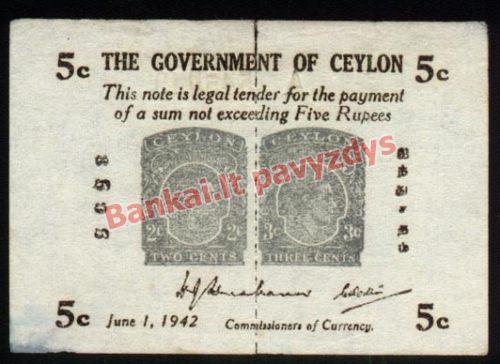 5c THE GOVERNMENT OF CEYLON 5c
This note is legal tender for the payment
of a sum not exceeding Five Rupees
CEYLON CEYLON
Bankai.lt pavyzdys
2c 2c 3c 3c
TWO CENTS THREE CENTS
5c June 1, 1942 Commissioners of Currency. 5c